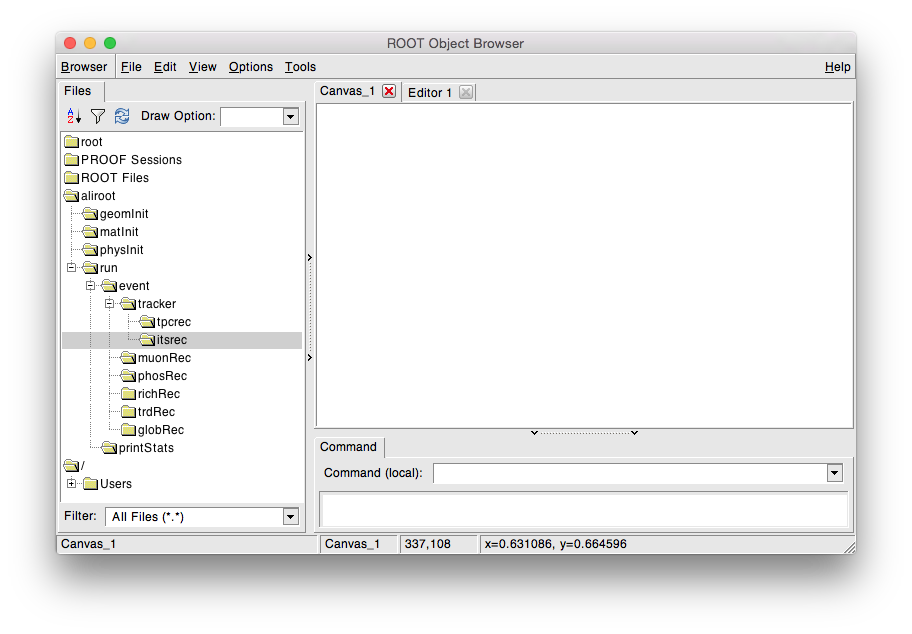 ROOT Object Browser
Browser File Edit View Options Tools Help
Files
Canvas_1 Editor 1
Draw Option:
root
PROOF Sessions
ROOT Files
aliroot
geomInit
matInit
physInit
run
event
tracker
tpcrec
itsrec
muonRec
phosRec
richRec
trdRec
globRec
printStats
/
Users
Filter: All Files (*.*)
Command
Command (local):
Canvas_1 Canvas_1 337,108 x=0.631086, y=0.664596